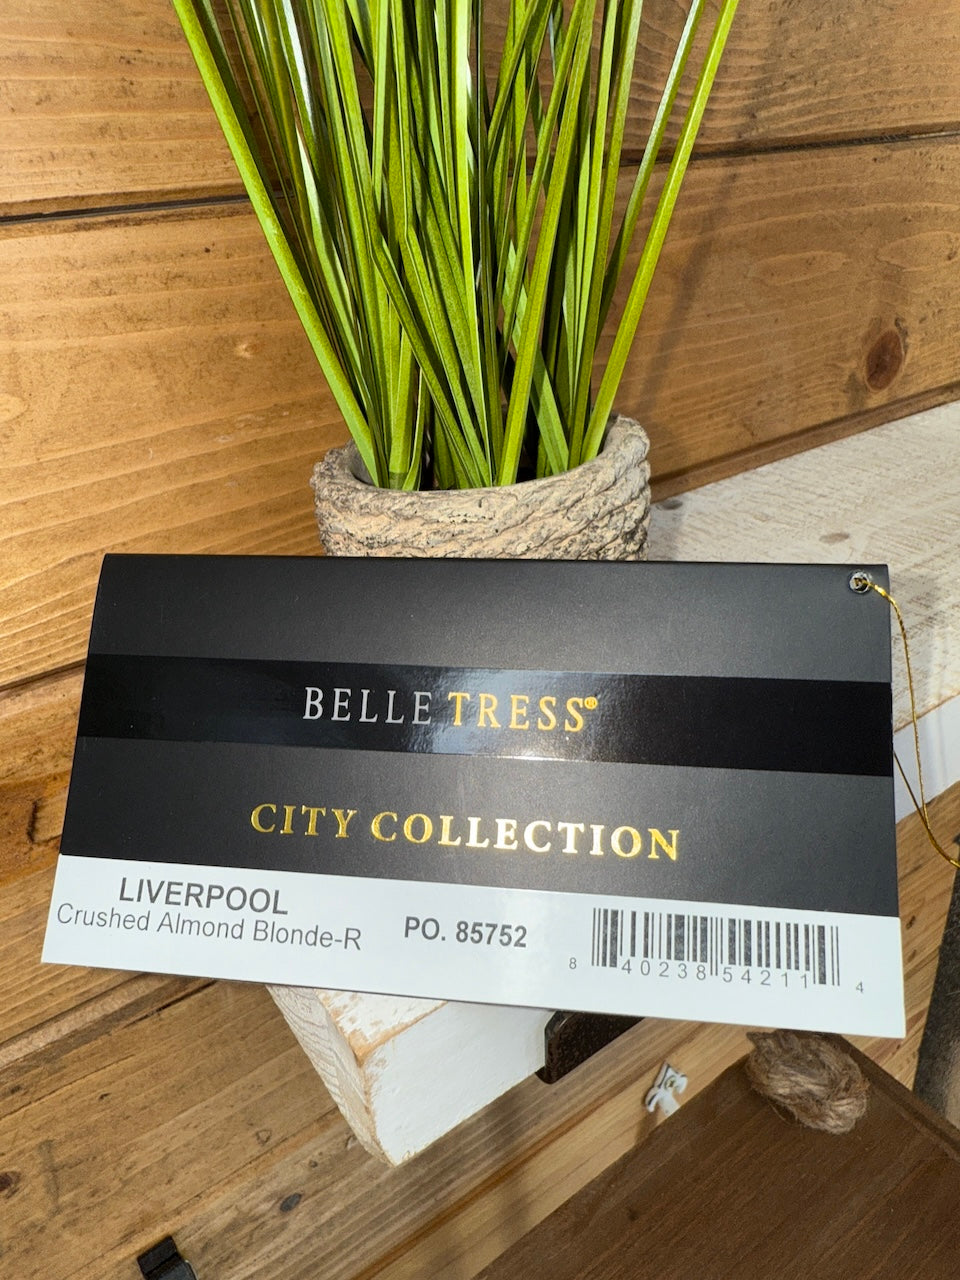 BELLE TRESS®
CITY COLLECTION
LIVERPOOL
Crushed Almond Blonde-R
PO. 85752
8 40238 54211 4